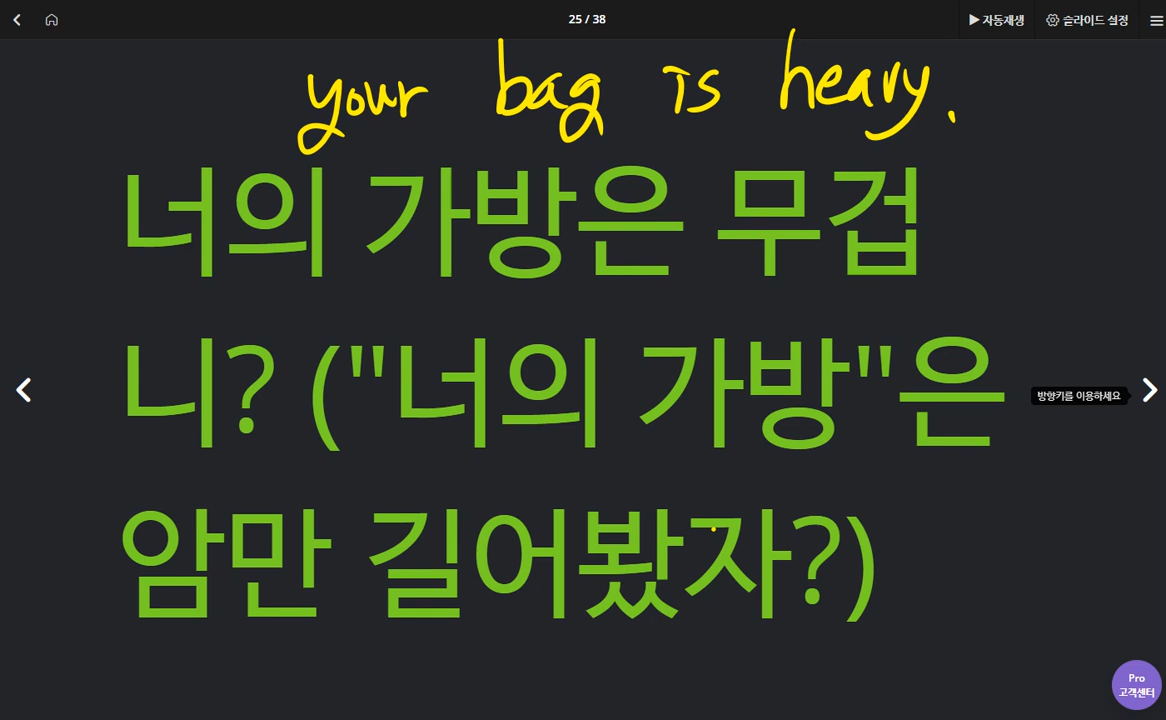 25 / 38
▶ 자동재생
슬라이드 설정
your bag is heavy.
너의 가방은 무겁
니? ("너의 가방"은
방향키를 이용하세요
암만 길어봤자?)
Pro
고객센터